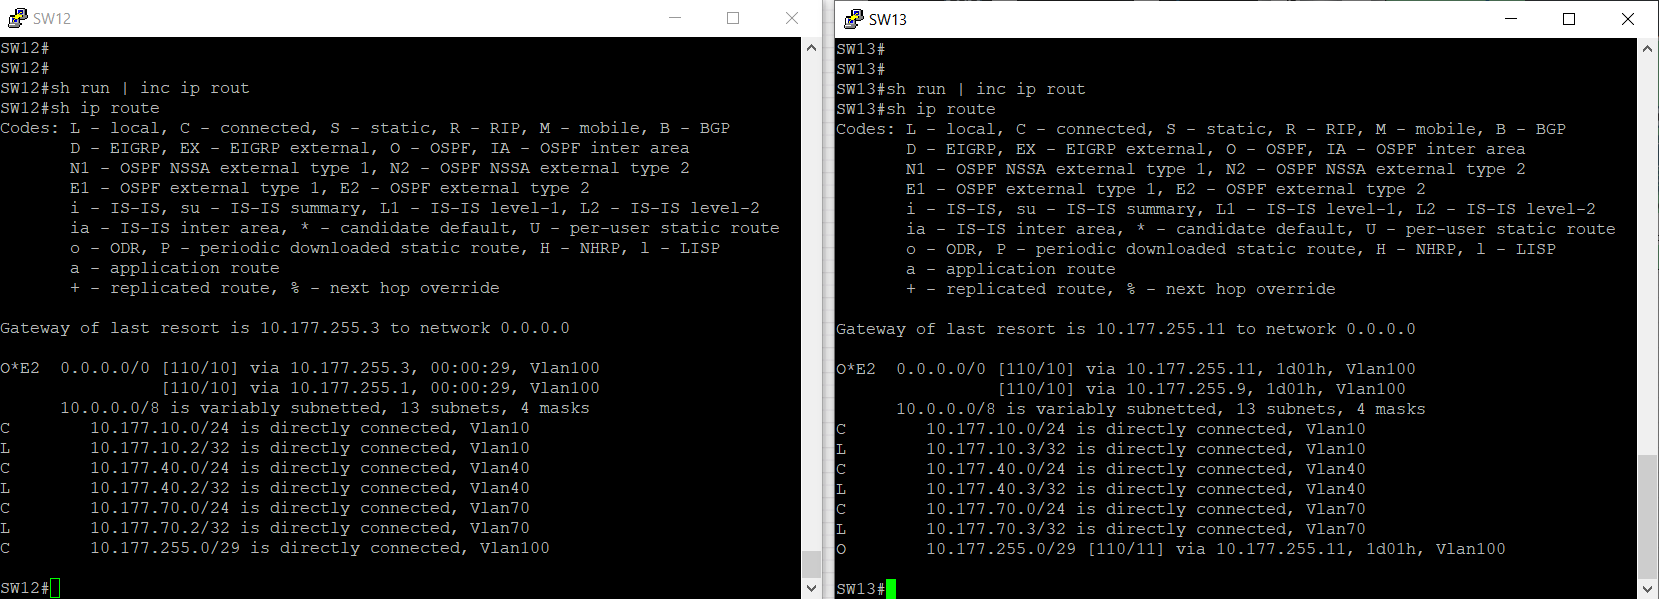 SW12
SW12#
SW12#
SW12#sh run | inc ip rout
SW12#sh ip route
Codes: L - local, C - connected, S - static, R - RIP, M - mobile, B - BGP
       D - EIGRP, EX - EIGRP external, O - OSPF, IA - OSPF inter area
       N1 - OSPF NSSA external type 1, N2 - OSPF NSSA external type 2
       E1 - OSPF external type 1, E2 - OSPF external type 2
       i - IS-IS, su - IS-IS summary, L1 - IS-IS level-1, L2 - IS-IS level-2
       ia - IS-IS inter area, * - candidate default, U - per-user static route
       o - ODR, P - periodic downloaded static route, H - NHRP, l - LISP
       a - application route
       + - replicated route, % - next hop override
Gateway of last resort is 10.177.255.3 to network 0.0.0.0
O*E2  0.0.0.0/0 [110/10] via 10.177.255.3, 00:00:29, Vlan100
                [110/10] via 10.177.255.1, 00:00:29, Vlan100
      10.0.0.0/8 is variably subnetted, 13 subnets, 4 masks
C        10.177.10.0/24 is directly connected, Vlan10
L        10.177.10.2/32 is directly connected, Vlan10
C        10.177.40.0/24 is directly connected, Vlan40
L        10.177.40.2/32 is directly connected, Vlan40
C        10.177.70.0/24 is directly connected, Vlan70
L        10.177.70.2/32 is directly connected, Vlan70
C        10.177.255.0/29 is directly connected, Vlan100
SW12#
SW13
SW13#
SW13#
SW13#sh run | inc ip rout
SW13#sh ip route
Codes: L - local, C - connected, S - static, R - RIP, M - mobile, B - BGP
       D - EIGRP, EX - EIGRP external, O - OSPF, IA - OSPF inter area
       N1 - OSPF NSSA external type 1, N2 - OSPF NSSA external type 2
       E1 - OSPF external type 1, E2 - OSPF external type 2
       i - IS-IS, su - IS-IS summary, L1 - IS-IS level-1, L2 - IS-IS level-2
       ia - IS-IS inter area, * - candidate default, U - per-user static route
       o - ODR, P - periodic downloaded static route, H - NHRP, l - LISP
       a - application route
       + - replicated route, % - next hop override
Gateway of last resort is 10.177.255.11 to network 0.0.0.0
O*E2  0.0.0.0/0 [110/10] via 10.177.255.11, 1d01h, Vlan100
                [110/10] via 10.177.255.9, 1d01h, Vlan100
      10.0.0.0/8 is variably subnetted, 13 subnets, 4 masks
C        10.177.10.0/24 is directly connected, Vlan10
L        10.177.10.3/32 is directly connected, Vlan10
C        10.177.40.0/24 is directly connected, Vlan40
L        10.177.40.3/32 is directly connected, Vlan40
C        10.177.70.0/24 is directly connected, Vlan70
L        10.177.70.3/32 is directly connected, Vlan70
O        10.177.255.0/29 [110/11] via 10.177.255.11, 1d01h, Vlan100
SW13#